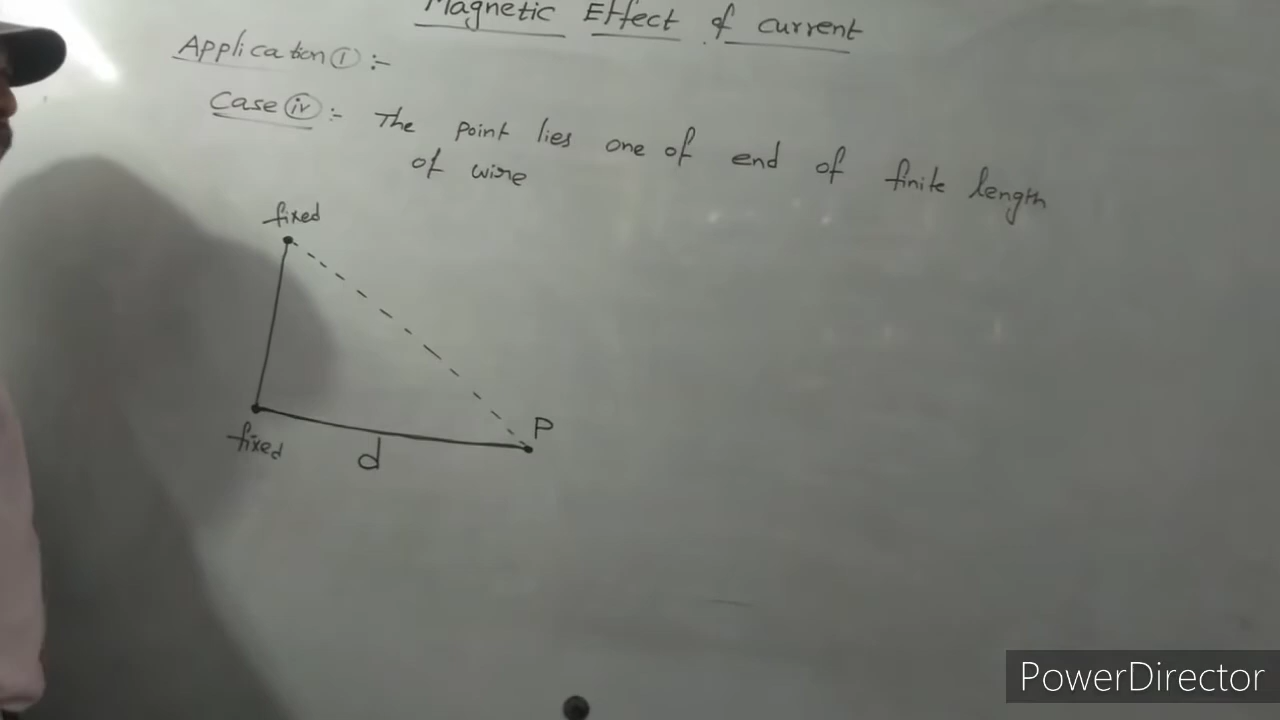 Magnetic Effect of current
Application (i) :-
Case (iv) :- The point lies one of end of finite length
of wire
fixed
P
fixed
d
PowerDirector